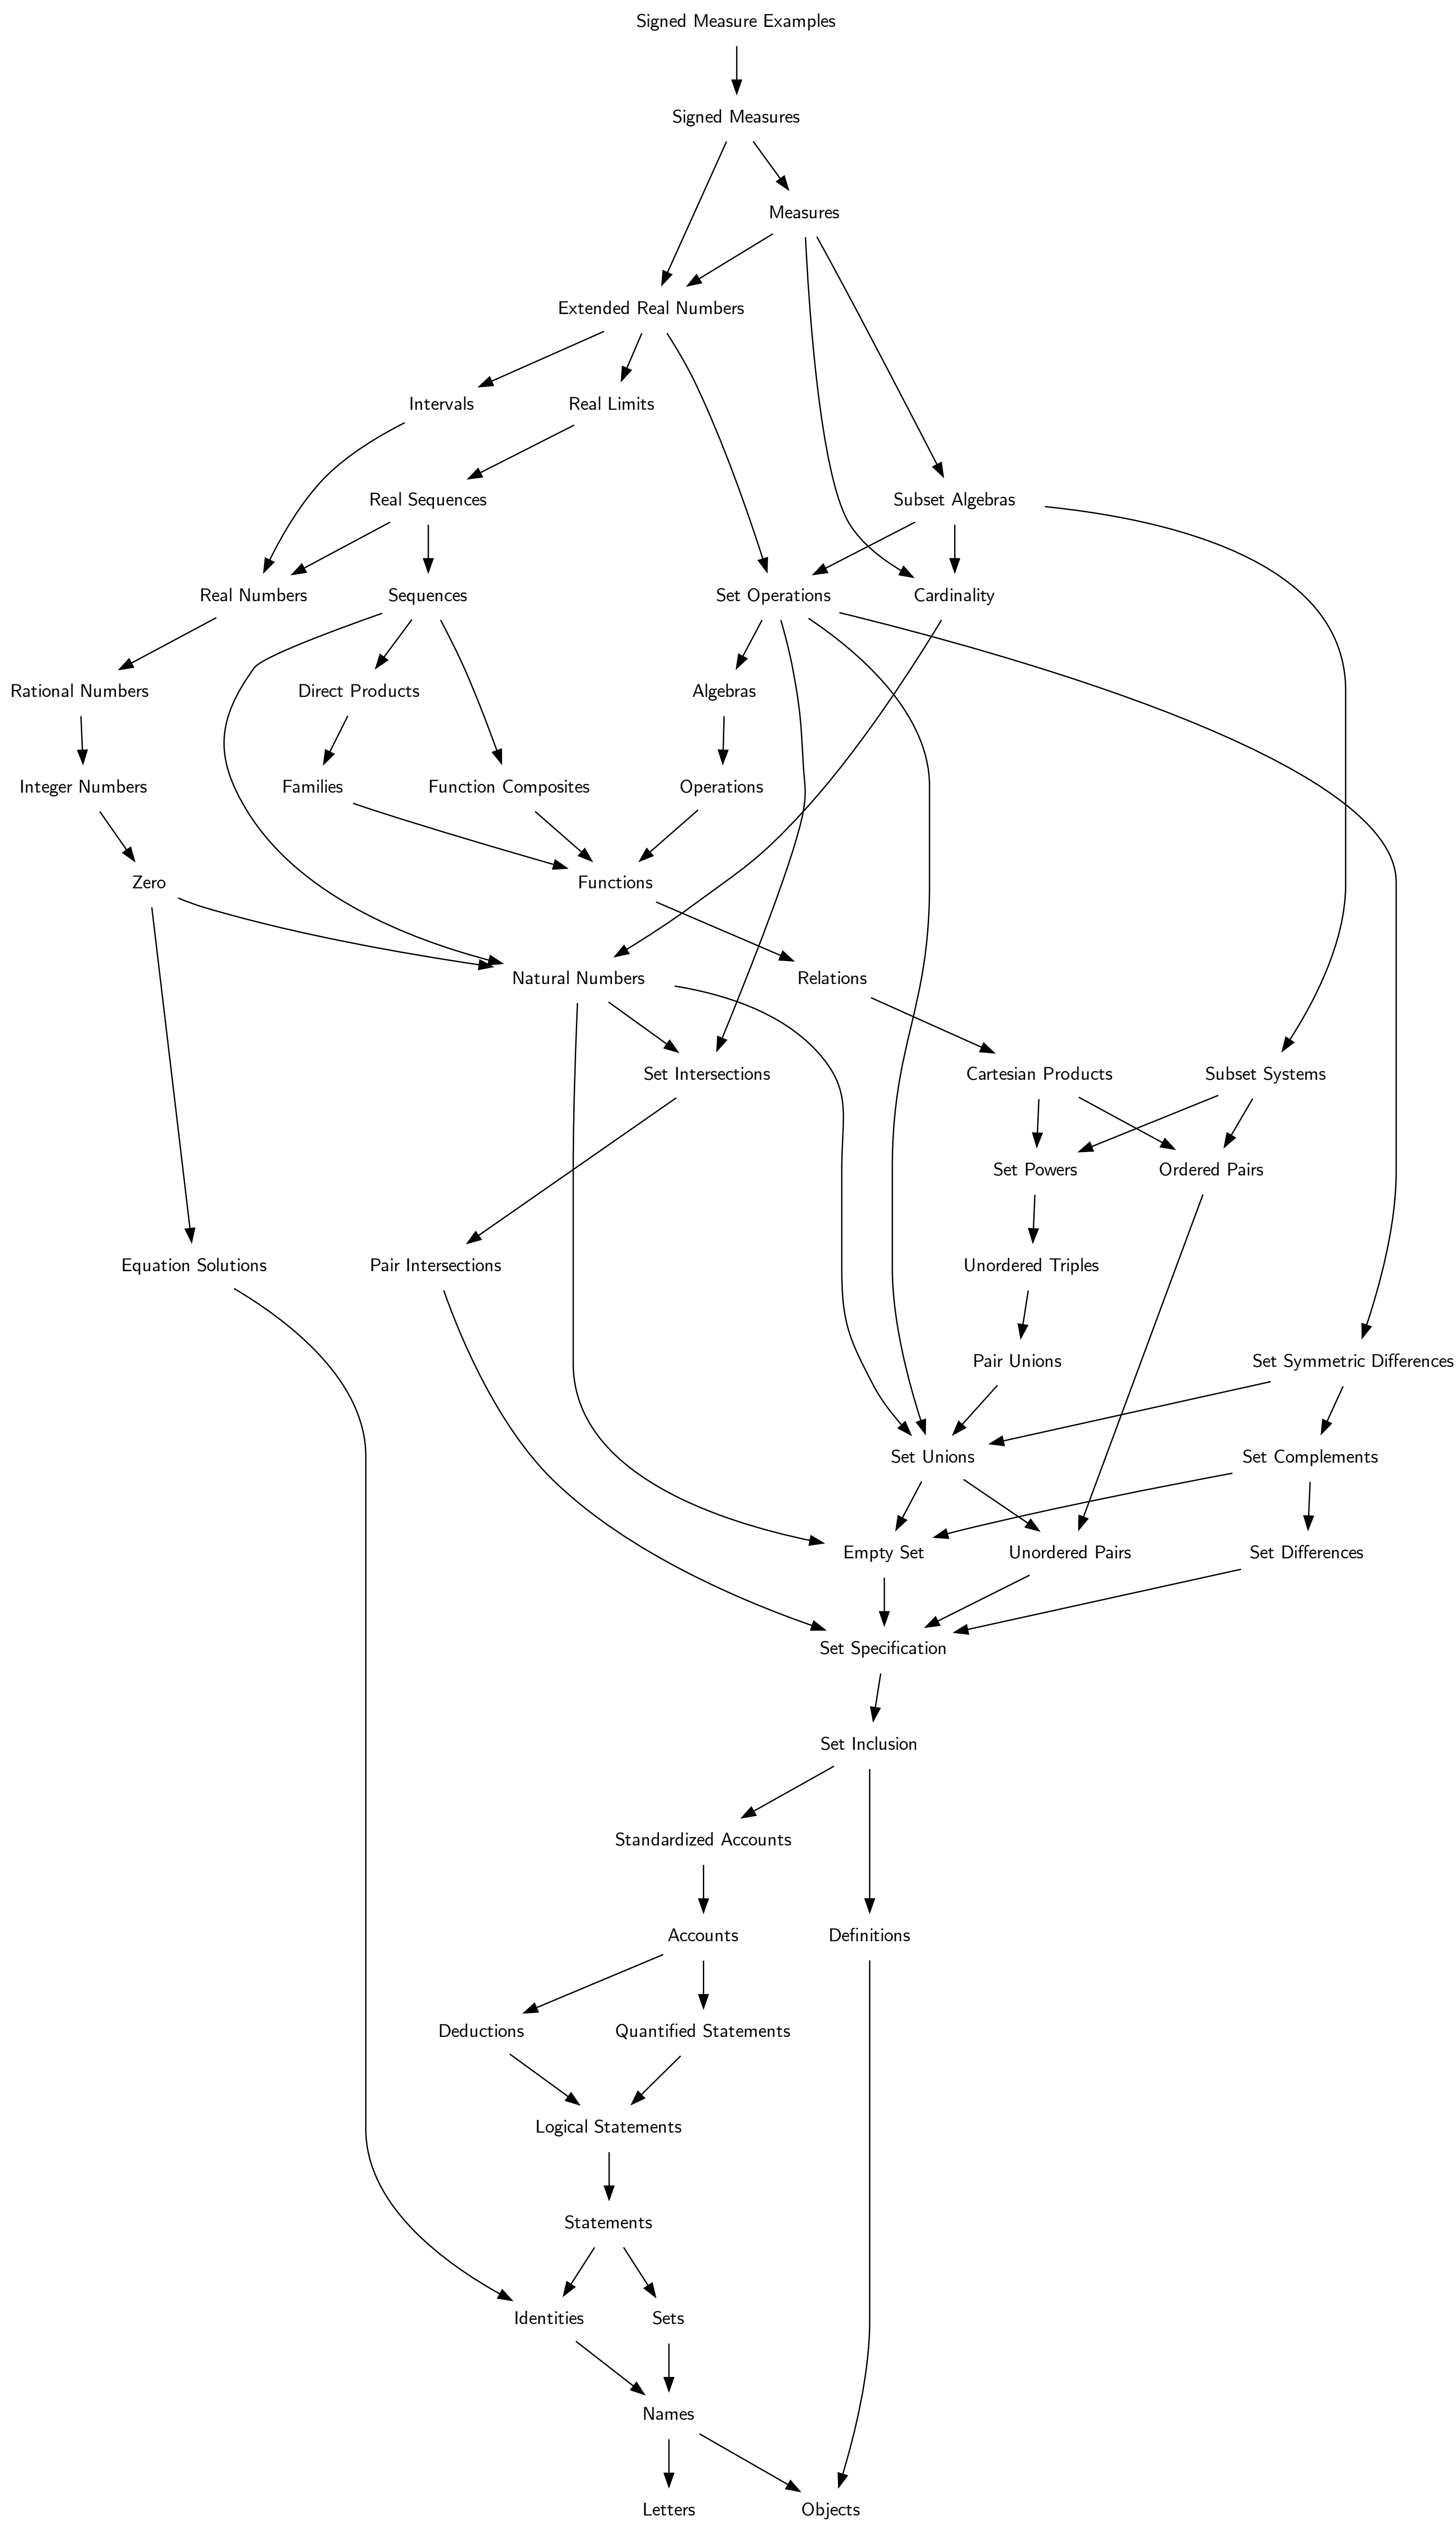 Signed Measure Examples
Signed Measures
Measures
Extended Real Numbers
Intervals
Real Limits
Real Sequences
Subset Algebras
Real Numbers
Sequences
Set Operations
Cardinality
Rational Numbers
Direct Products
Algebras
Integer Numbers
Families
Function Composites
Operations
Zero
Functions
Natural Numbers
Relations
Set Intersections
Cartesian Products
Subset Systems
Set Powers
Ordered Pairs
Equation Solutions
Pair Intersections
Unordered Triples
Pair Unions
Set Symmetric Differences
Set Unions
Set Complements
Empty Set
Unordered Pairs
Set Differences
Set Specification
Set Inclusion
Standardized Accounts
Accounts
Definitions
Deductions
Quantified Statements
Logical Statements
Statements
Identities
Sets
Names
Letters
Objects